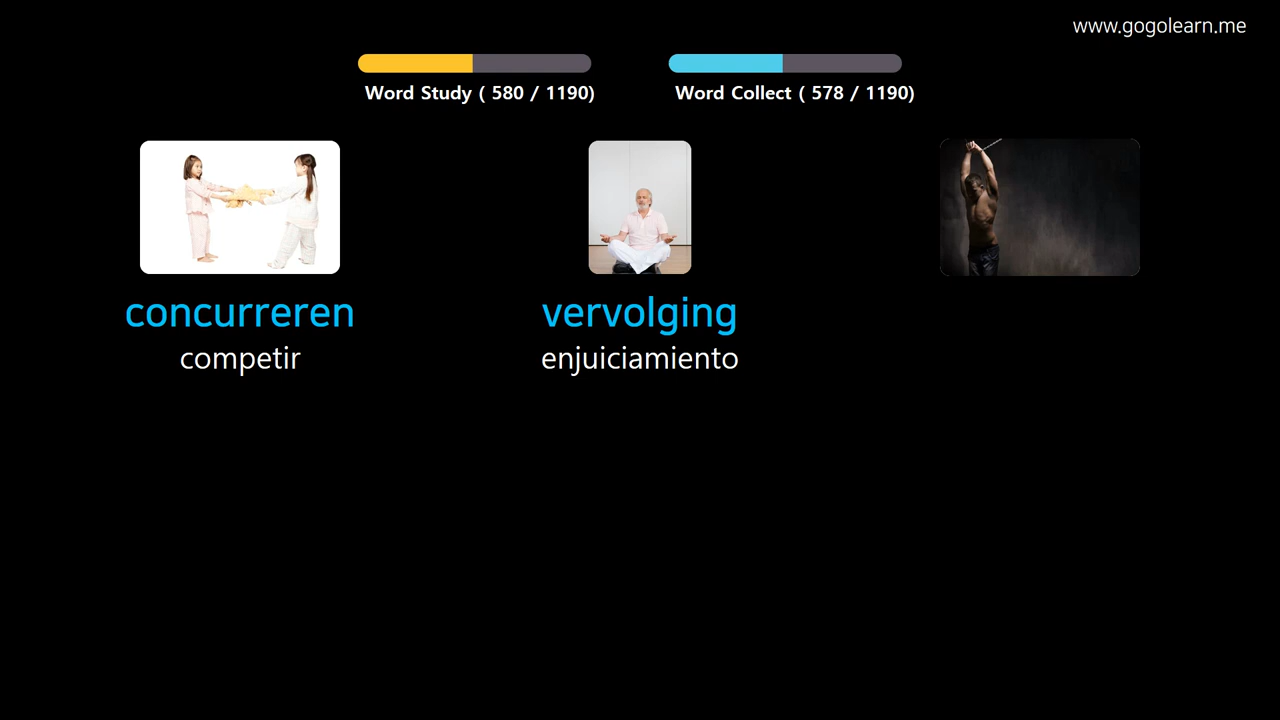 www.gogolearn.me
Word Study ( 580 / 1190)
Word Collect ( 578 / 1190)
concurreren
competir
vervolging
enjuiciamiento